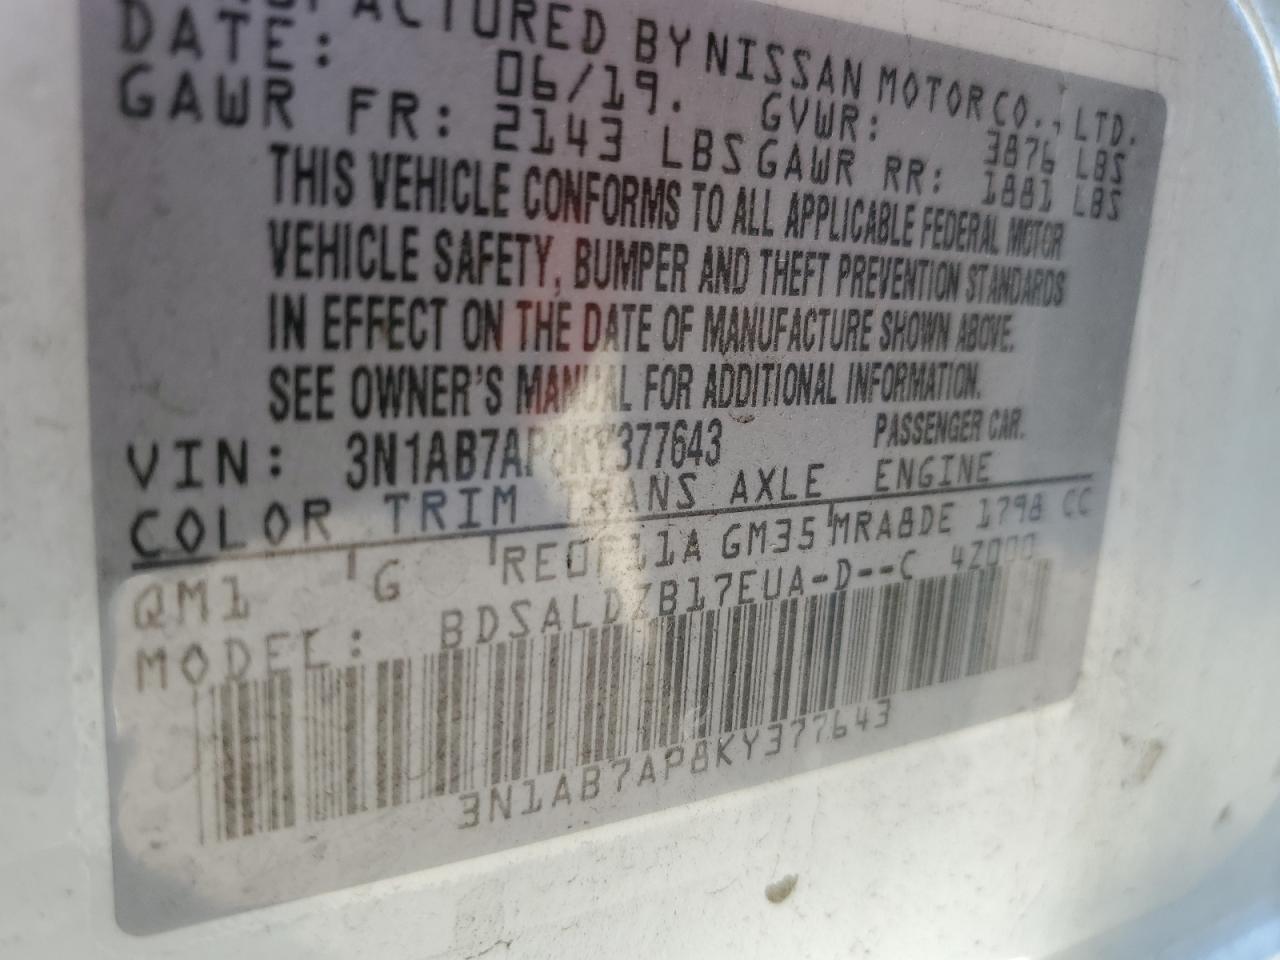 MANUFACTURED BY NISSAN MOTOR CO., LTD.
DATE: 06/19. GVWR: 3876 LBS
GAWR FR: 2143 LBS GAWR RR: 1881 LBS
THIS VEHICLE CONFORMS TO ALL APPLICABLE FEDERAL MOTOR
VEHICLE SAFETY, BUMPER AND THEFT PREVENTION STANDARDS
IN EFFECT ON THE DATE OF MANUFACTURE SHOWN ABOVE.
SEE OWNER'S MANUAL FOR ADDITIONAL INFORMATION.
VIN: 3N1AB7AP8KY377643 PASSENGER CAR.
COLOR TRIM TRANS AXLE ENGINE
QM1 G RE0F11A GM35 MRA8DE 1798 CC
MODEL: BDSALDZB17EUA-D--C 4Z000
3N1AB7AP8KY377643